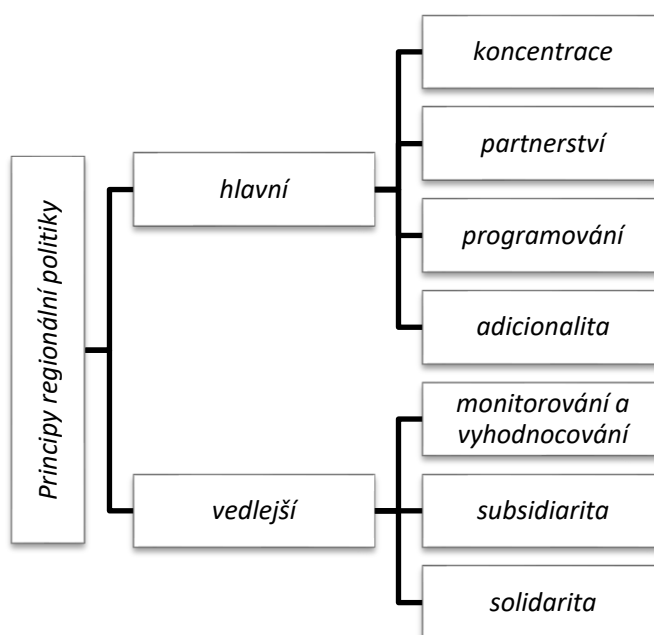 Principy regionální politiky
hlavní
koncentrace
partnerství
programování
adicionalita
vedlejší
monitorování a
vyhodnocování
subsidiarita
solidarita